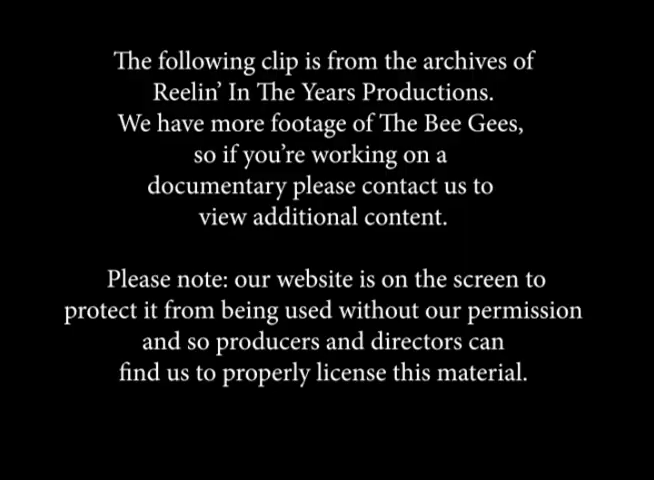 The following clip is from the archives of
Reelin’ In The Years Productions.
We have more footage of The Bee Gees,
so if you’re working on a
documentary please contact us to
view additional content.
Please note: our website is on the screen to
protect it from being used without our permission
and so producers and directors can
find us to properly license this material.